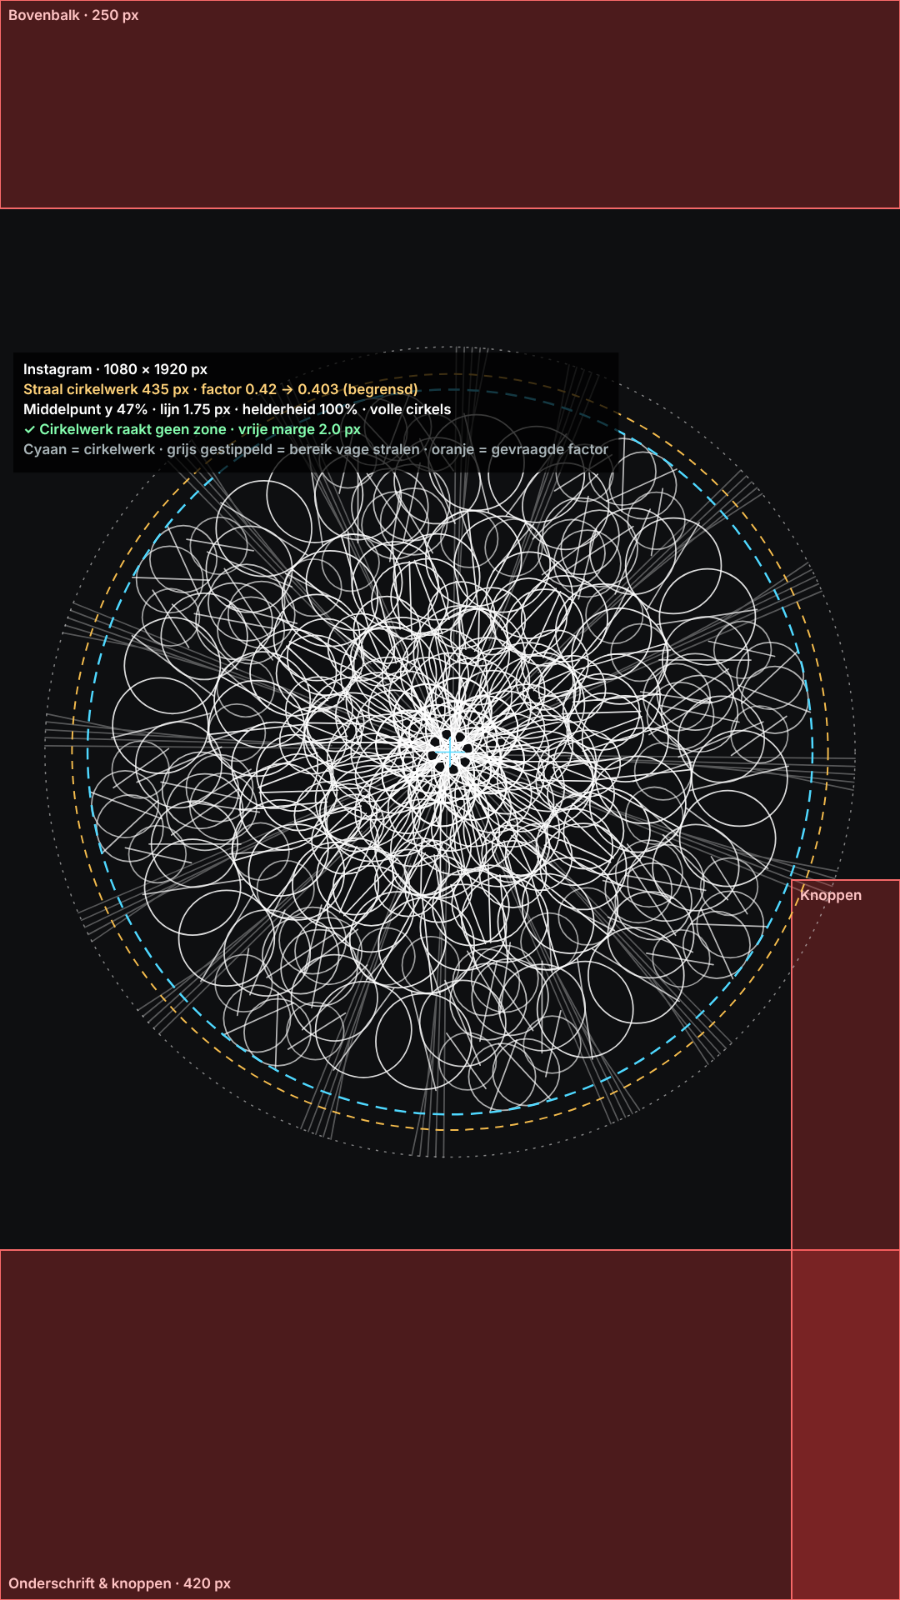 Bovenbalk · 250 px
Instagram · 1080 × 1920 px
Straal cirkelwerk 435 px · factor 0.42 → 0.403 (begrensd)
Middelpunt y 47% · lijn 1.75 px · helderheid 100% · volle cirkels
✓ Cirkelwerk raakt geen zone · vrije marge 2.0 px
Cyaan = cirkelwerk · grijs gestippeld = bereik vage stralen · oranje = gevraagde factor
Knoppen
Onderschrift & knoppen · 420 px